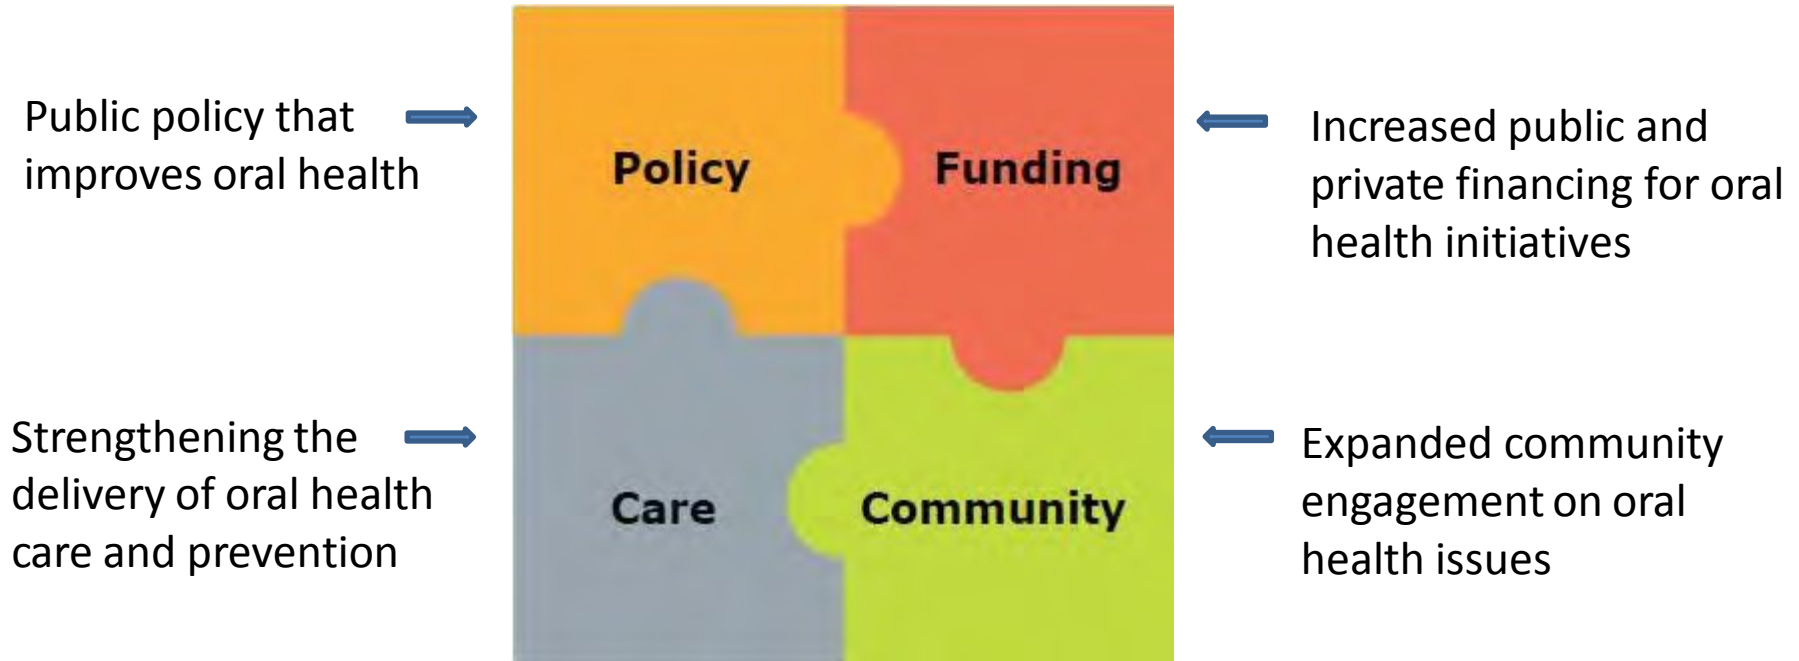 Public policy that
improves oral health
Policy
Funding
Increased public and
private financing for oral
health initiatives
Strengthening the
delivery of oral health
care and prevention
Care
Community
Expanded community
engagement on oral
health issues